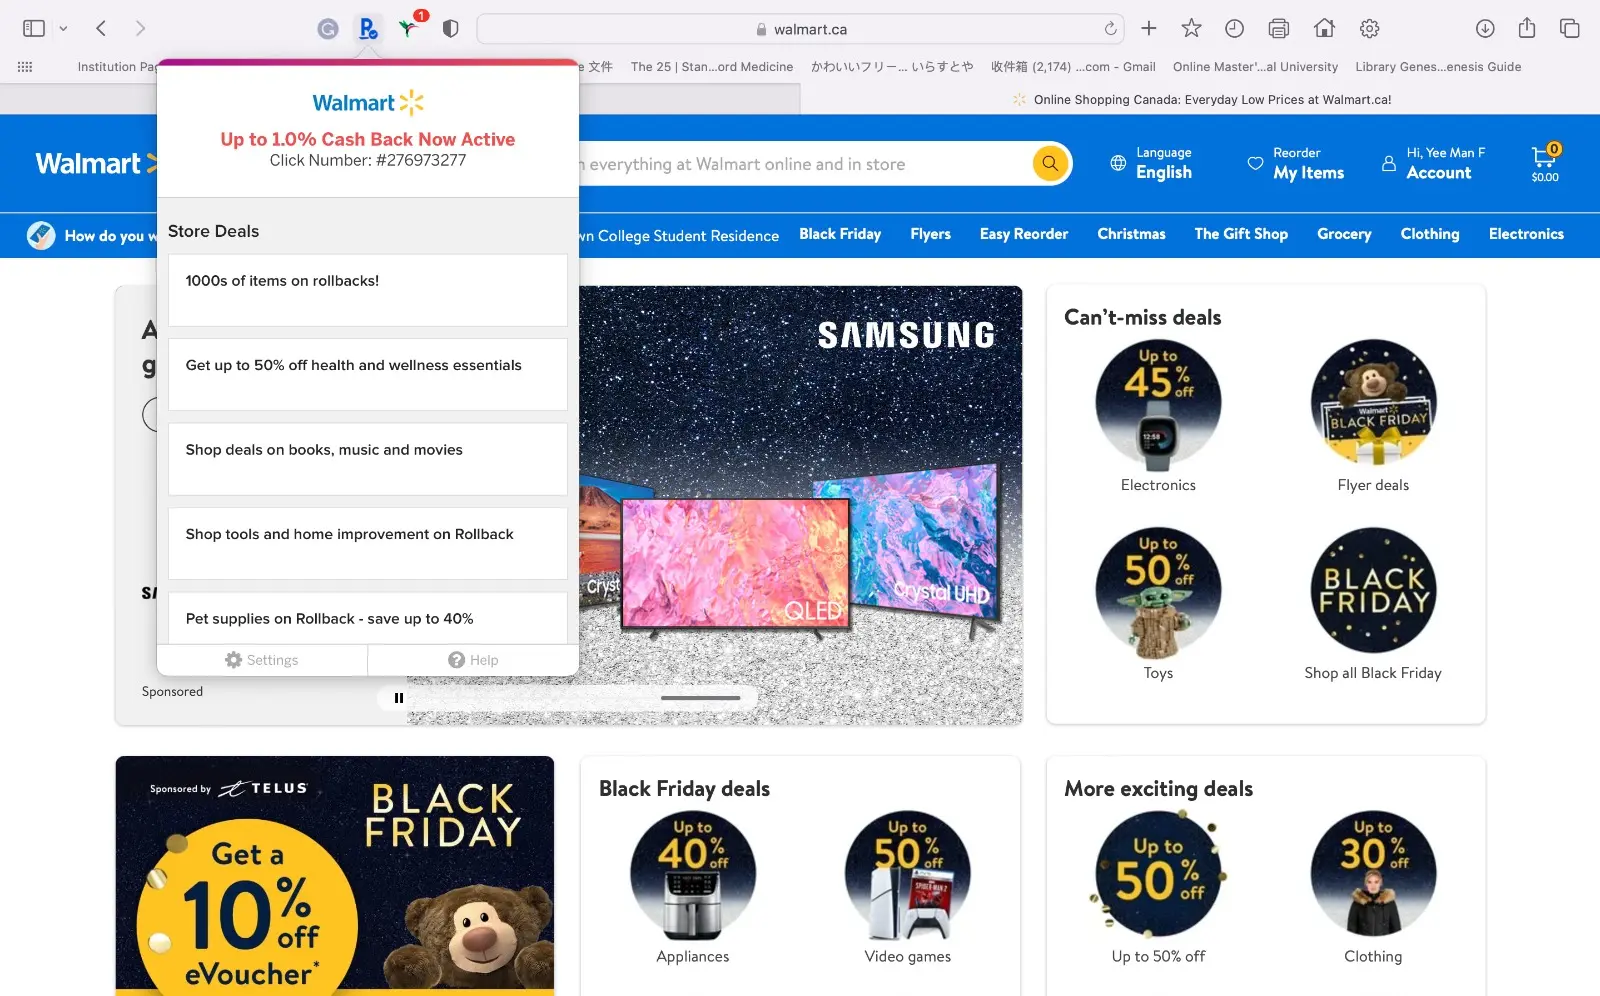 1
walmart.ca
Institution
文件
The 25 | Stan...ord Medicine
かわいいフリー... いらすとや
收件箱 (2,174) ...com - Gmail
Online Master'...al University
Library Genes...enesis Guide
Online Shopping Canada: Everyday Low Prices at Walmart.ca!
Walmart
Up to 1.0% Cash Back Now Active
Click Number: #276973277
Store Deals
1000s of items on rollbacks!
Get up to 50% off health and wellness essentials
Shop deals on books, music and movies
Shop tools and home improvement on Rollback
Pet supplies on Rollback - save up to 40%
Settings
Help
Walmart
everything at Walmart online and in store
Language
English
Reorder
My Items
Hi, Yee Man F
Account
0
$0.00
How do you
College Student Residence
Black Friday
Flyers
Easy Reorder
Christmas
The Gift Shop
Grocery
Clothing
Electronics
SAMSUNG
QLED
Crystal UHD
Sponsored
Can't-miss deals
Up to
45% off
12:58
Electronics
Walmart
BLACK FRIDAY
Flyer deals
Up to
50% off
Toys
BLACK
FRIDAY
Shop all Black Friday
Sponsored by TELUS
BLACK
FRIDAY
Get a
10% off
eVoucher*
Black Friday deals
Up to
40% off
Appliances
Up to
50% off
SPIDER-MAN 2
Video games
More exciting deals
Up to
50% off
Up to 50% off
Up to
30% off
Clothing